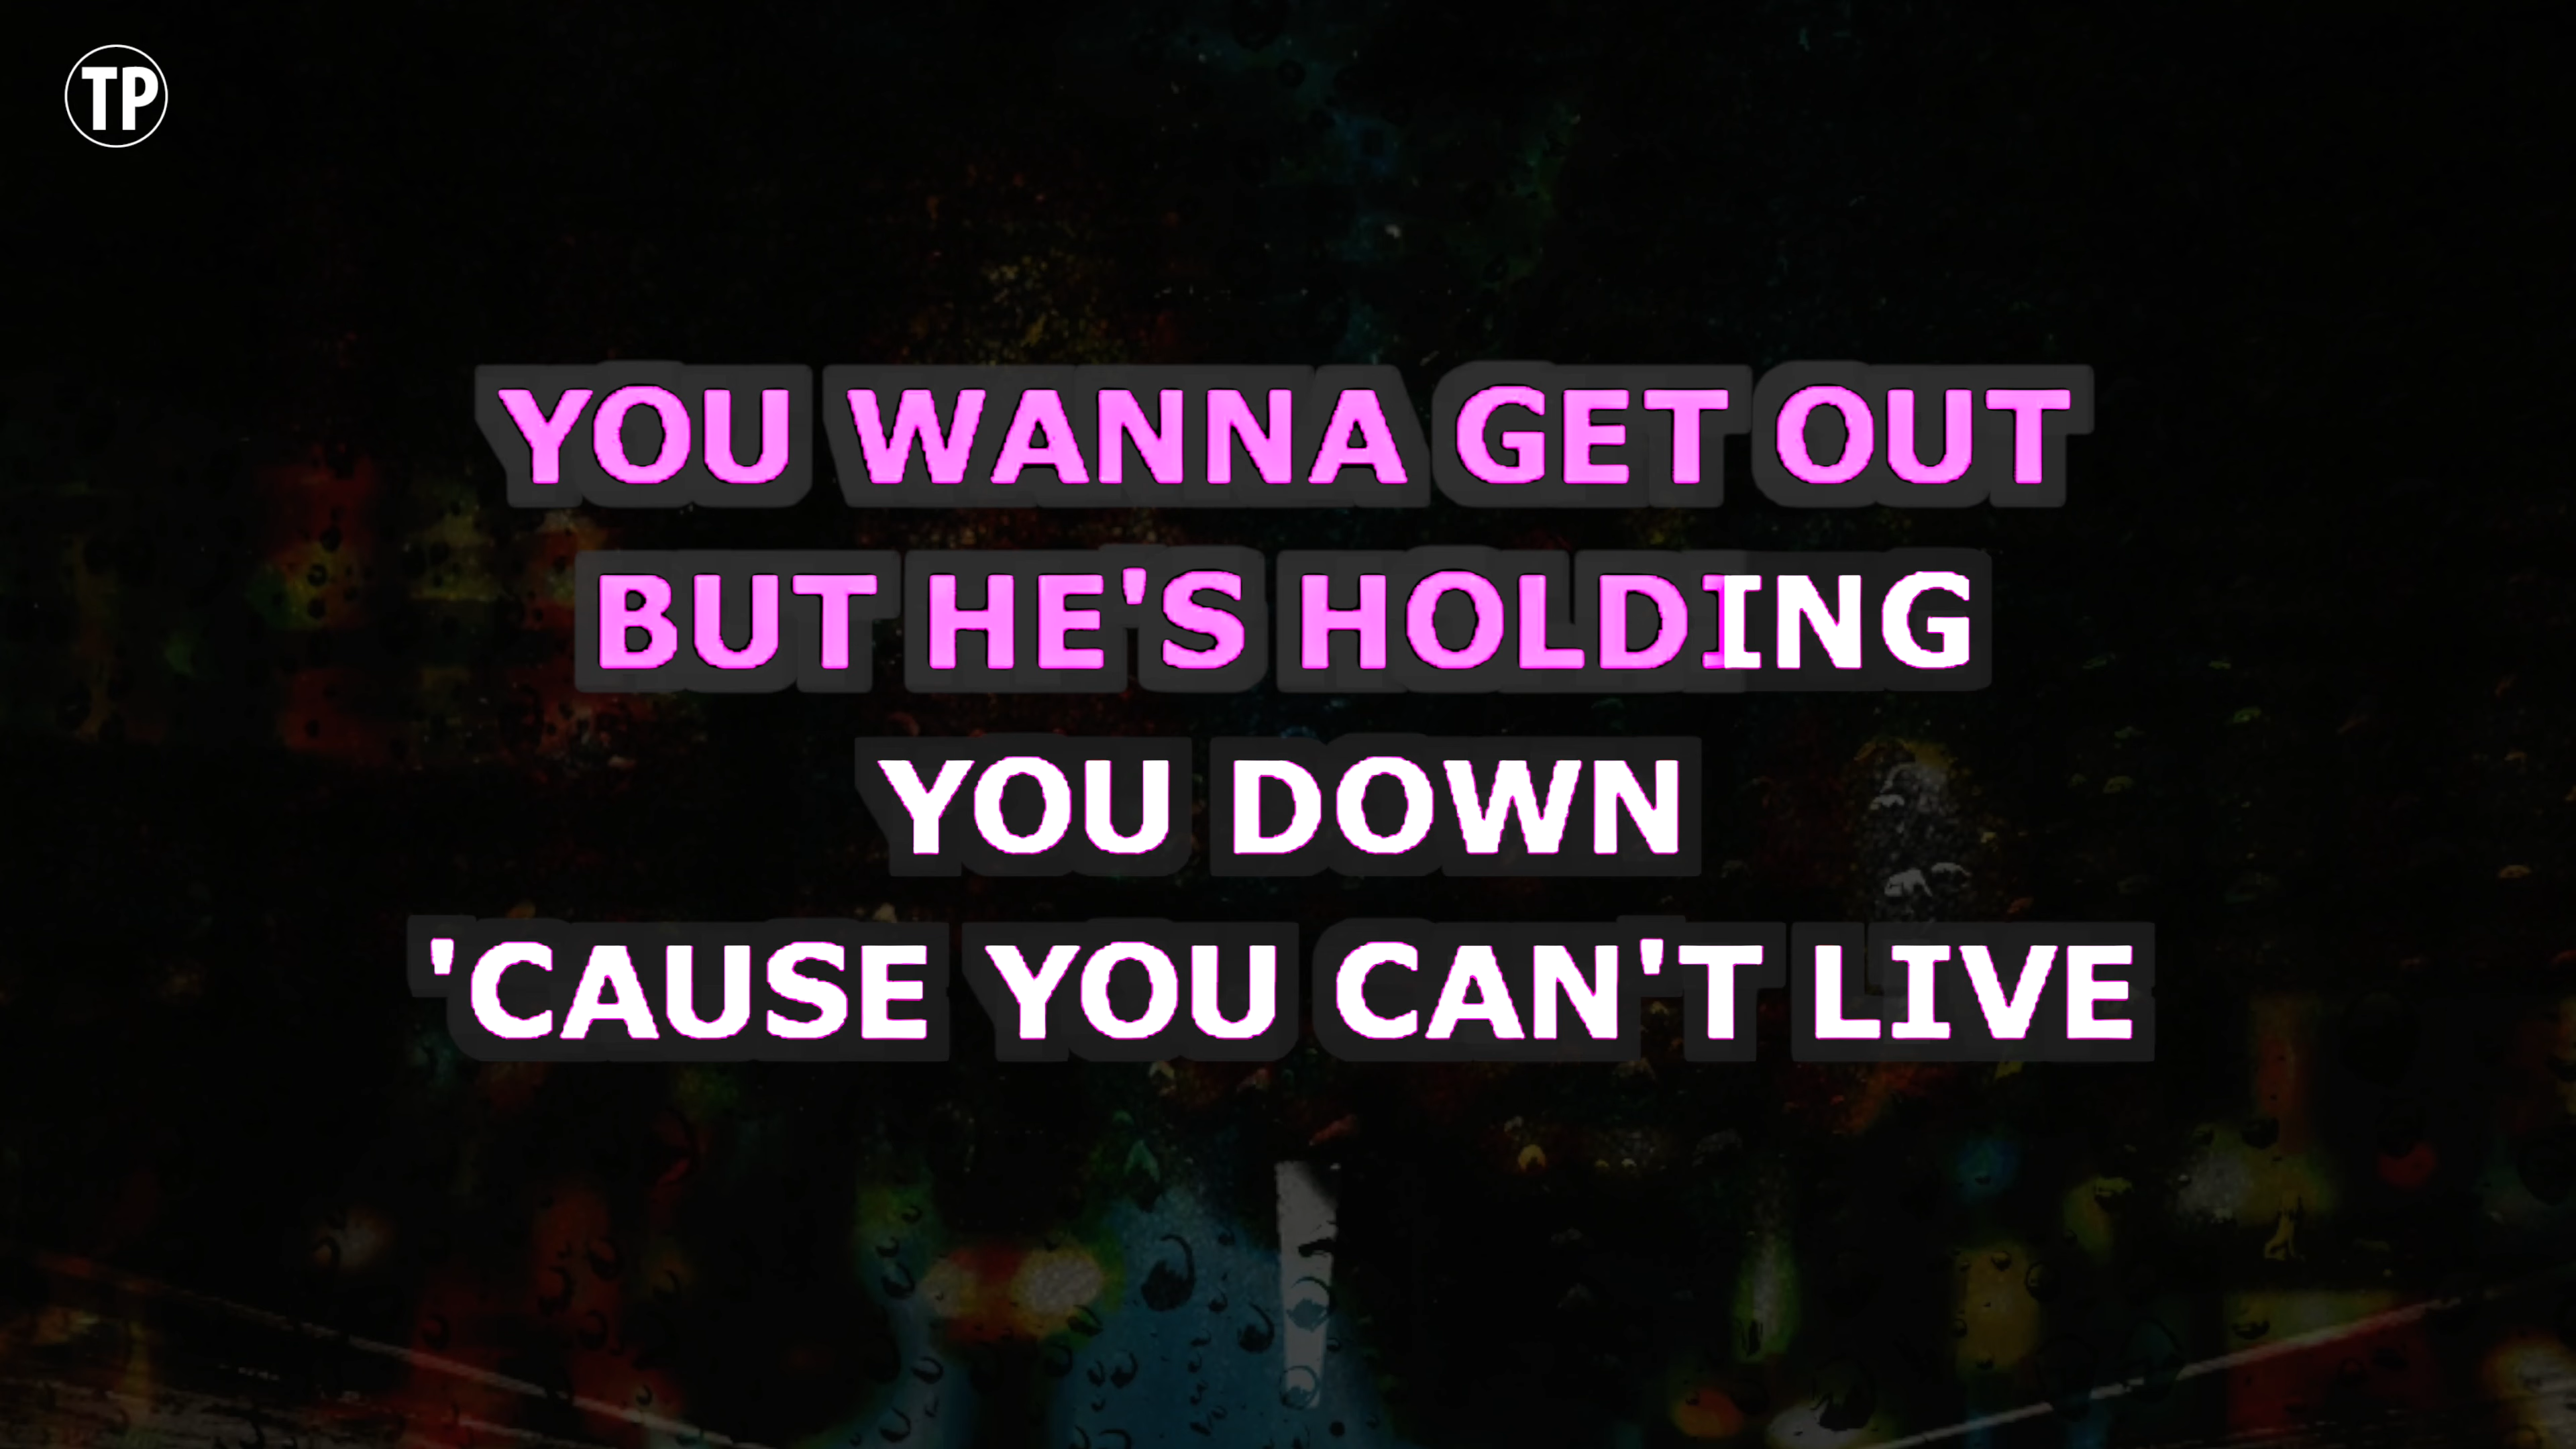 TP
YOU WANNA GET OUT
BUT HE'S HOLDING
YOU DOWN
'CAUSE YOU CAN'T LIVE